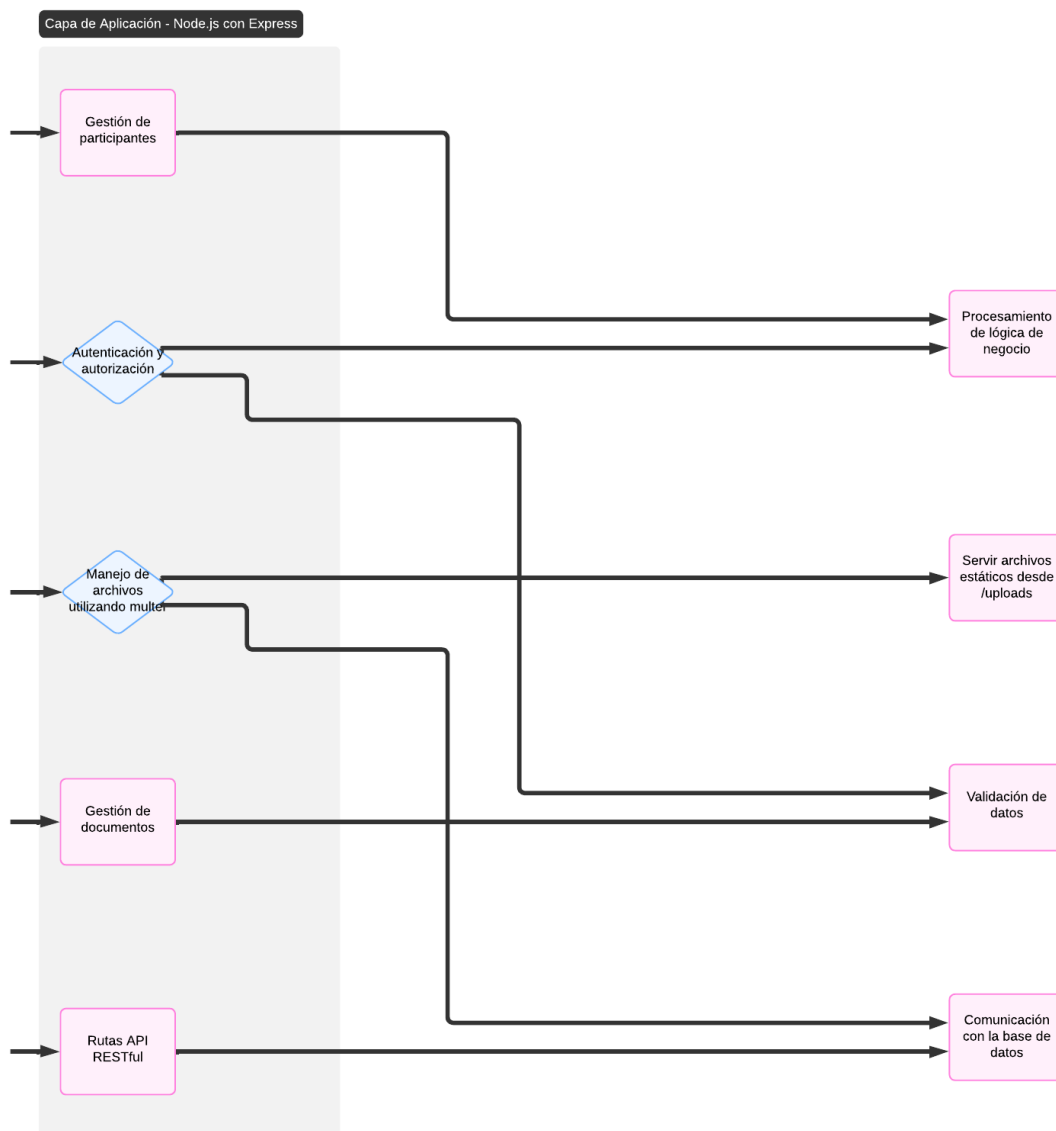 Capa de Aplicación - Node.js con Express
Gestión de
participantes
Procesamiento
de lógica de
negocio
Autenticación y
autorización
Servir archivos
estáticos desde
/uploads
Manejo de
archivos
utilizando multer
Validación de
datos
Gestión de
documentos
Comunicación
con la base de
datos
Rutas API
RESTful